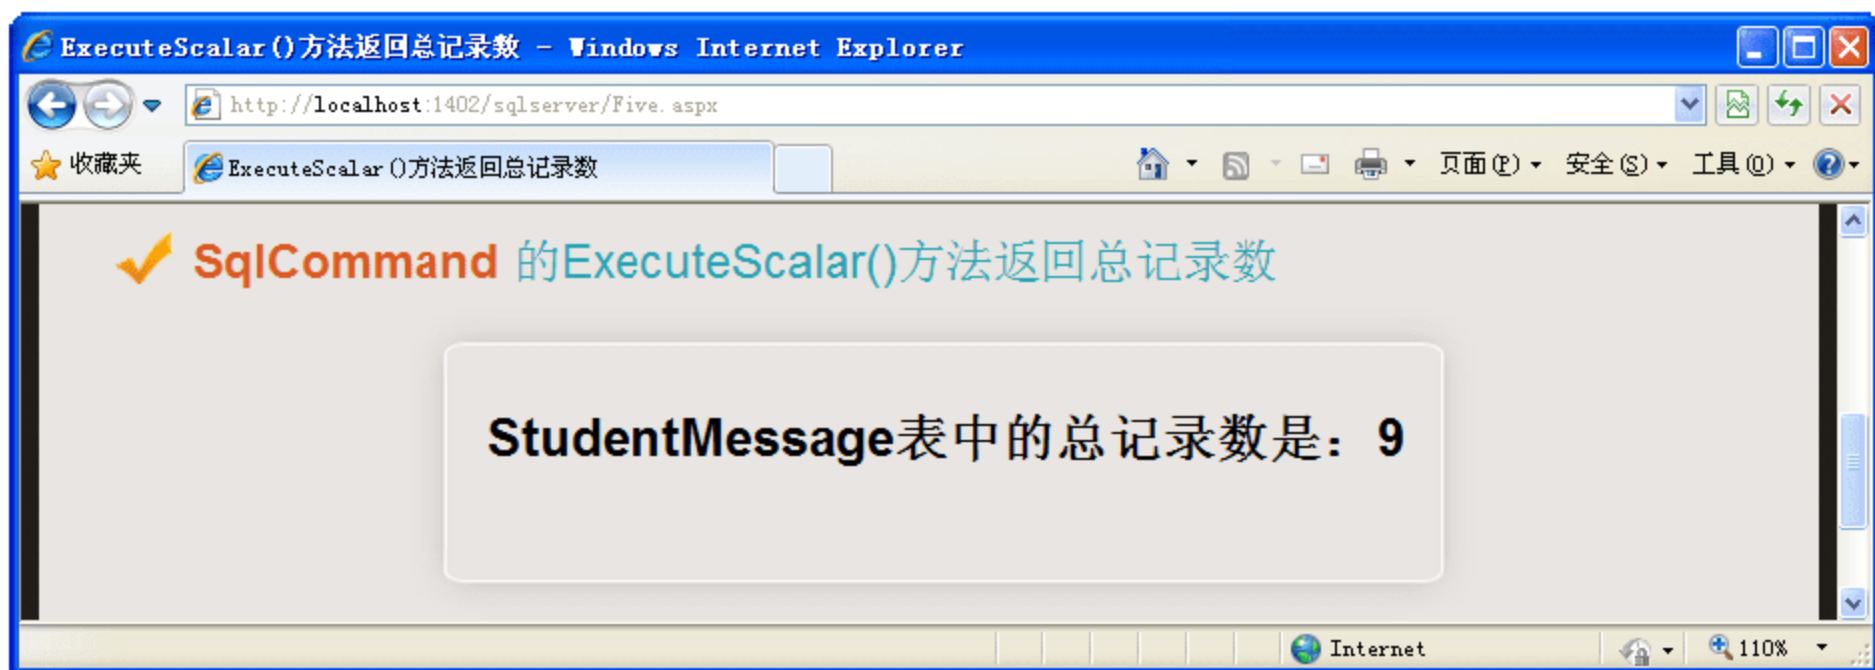 ExecuteScalar()方法返回总记录数 - Windows Internet Explorer
http://localhost:1402/sqlserver/Five.aspx
收藏夹 ExecuteScalar()方法返回总记录数 页面(P) 安全(S) 工具(O)
SqlCommand 的ExecuteScalar()方法返回总记录数
StudentMessage表中的总记录数是：9
Internet 110%